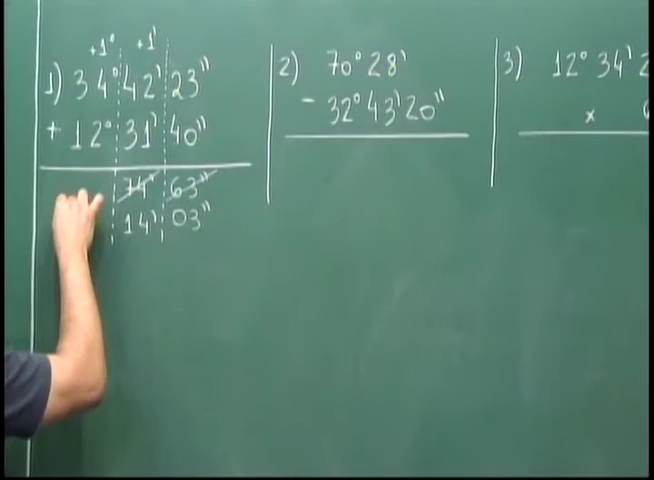 +1° +1'
1) 34° 42' 23"
+ 12° 31' 40"
74' 63"
14' 03"
2) 70° 28'
- 32° 43' 20"
3) 12° 34' 2
x